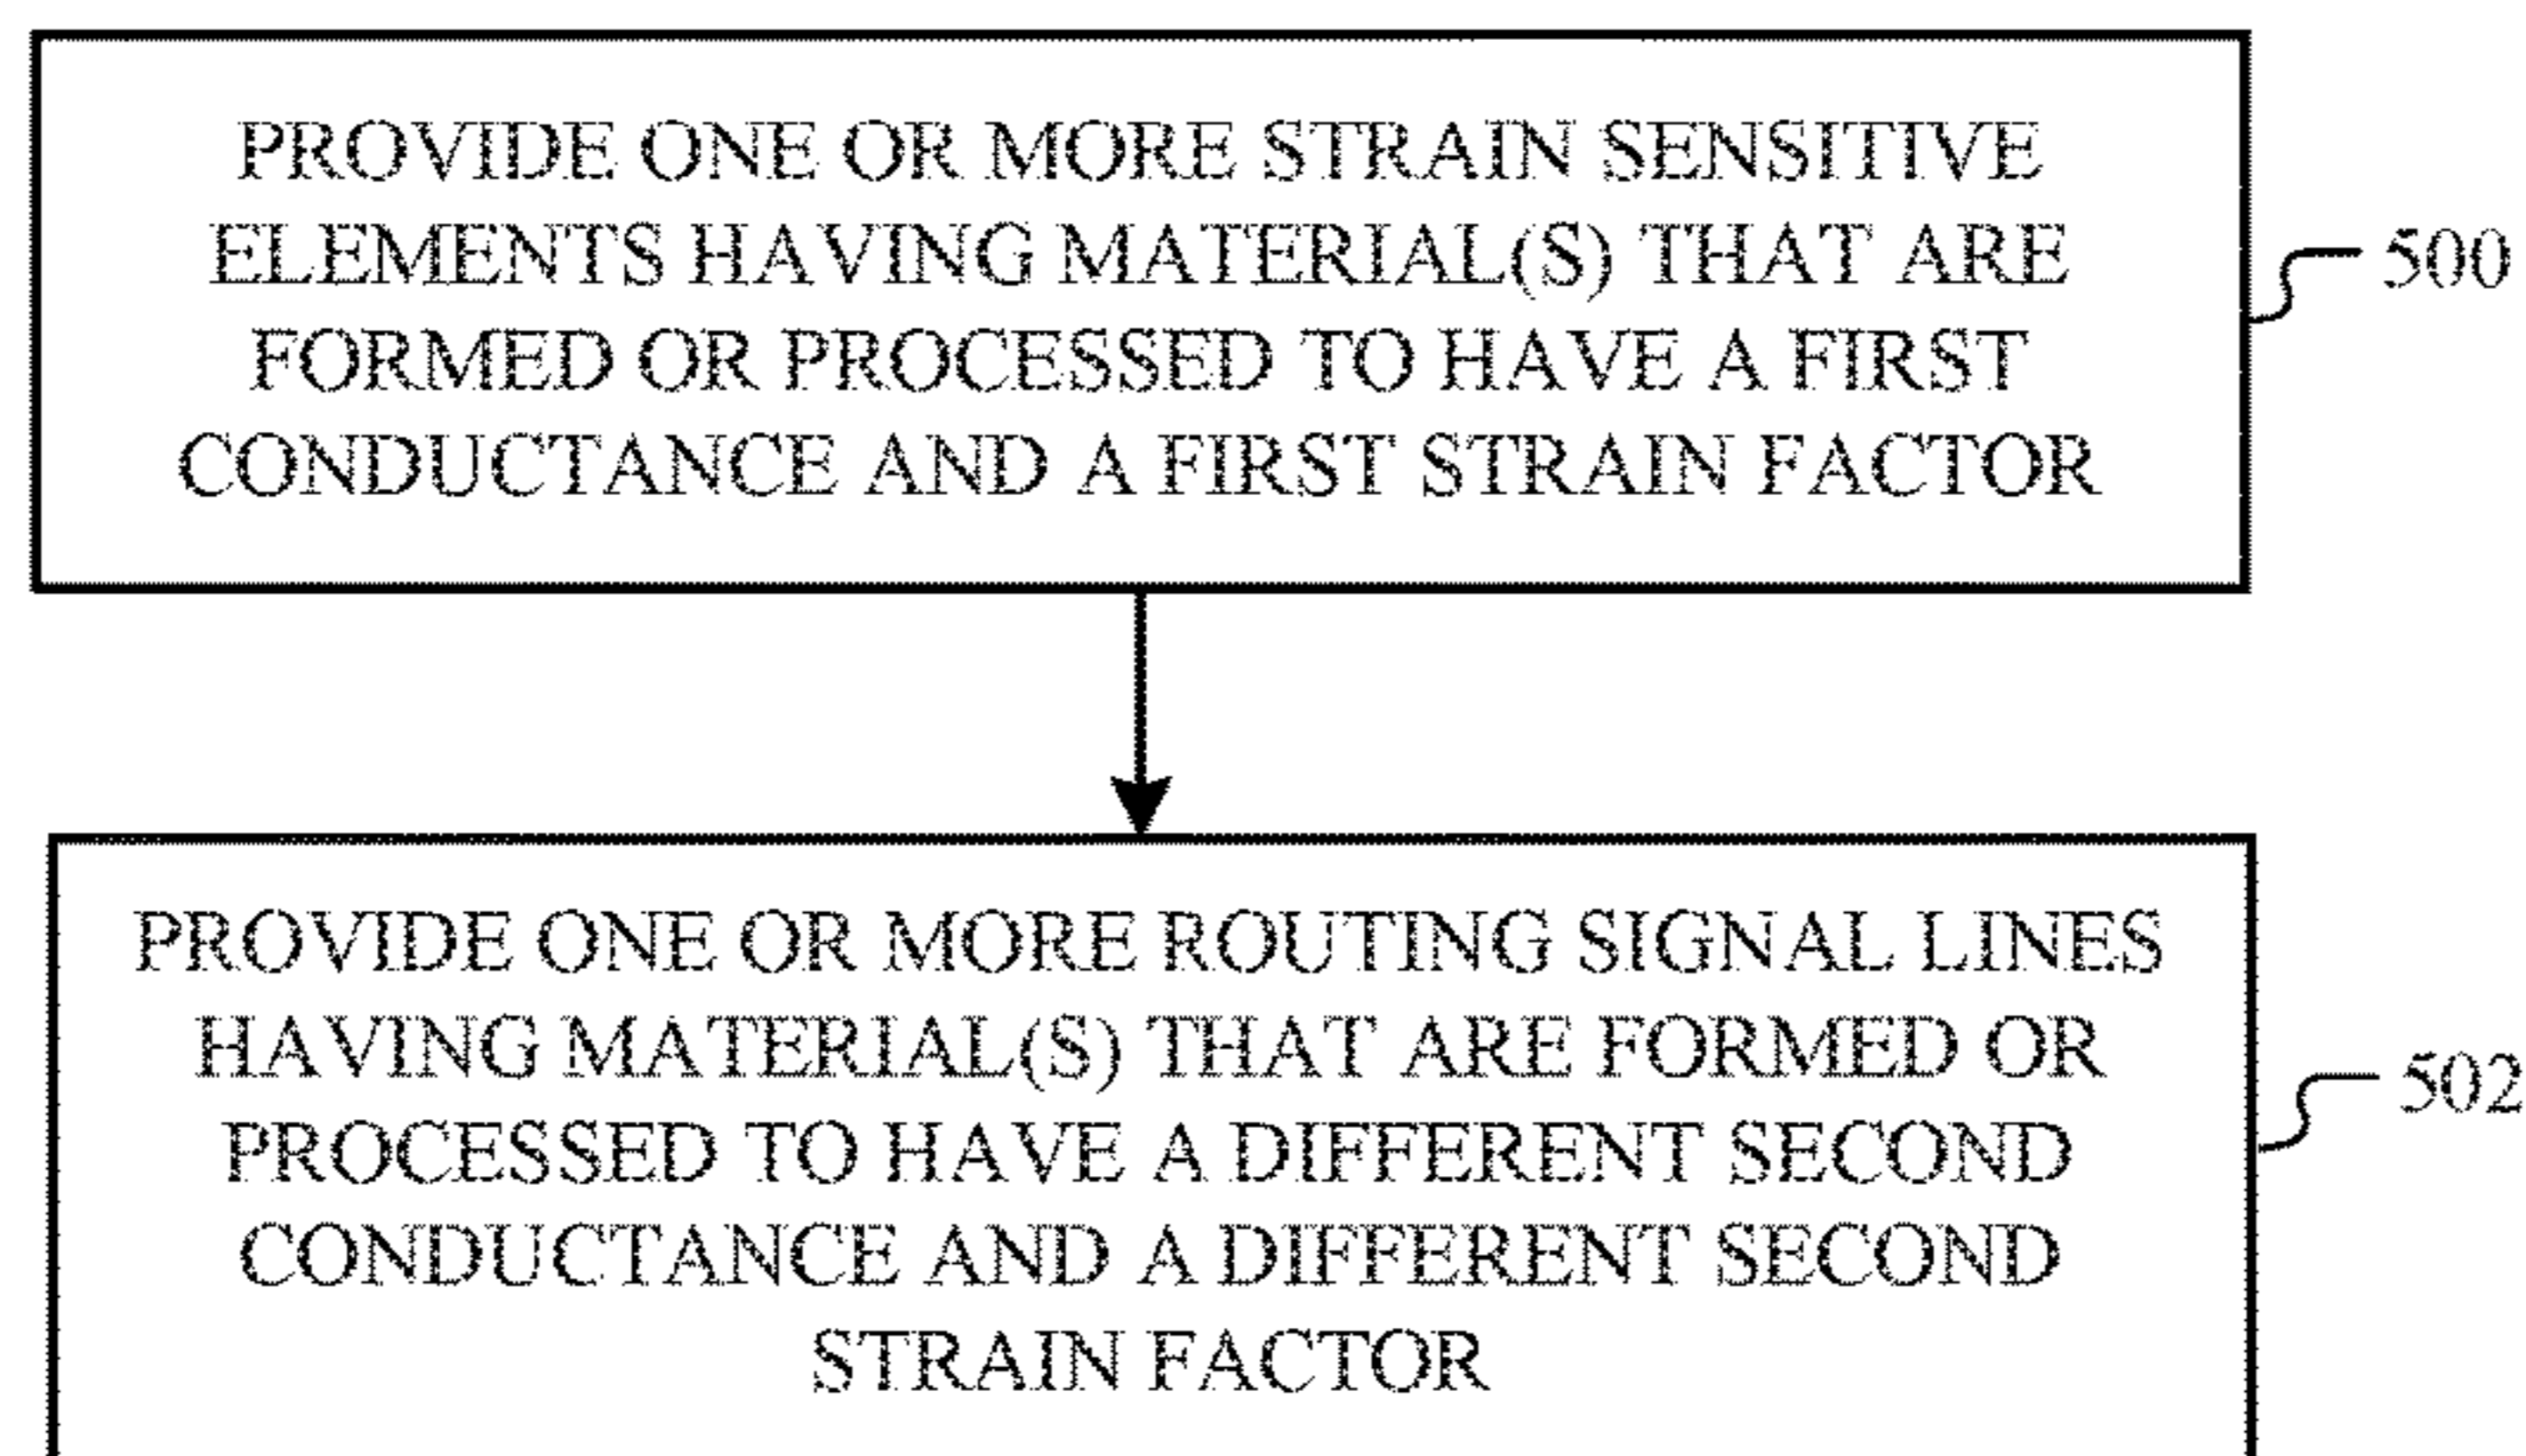 PROVIDE ONE OR MORE STRAIN SENSITIVE
ELEMENTS HAVING MATERIAL(S) THAT ARE
FORMED OR PROCESSED TO HAVE A FIRST
CONDUCTANCE AND A FIRST STRAIN FACTOR
500
PROVIDE ONE OR MORE ROUTING SIGNAL LINES
HAVING MATERIAL(S) THAT ARE FORMED OR
PROCESSED TO HAVE A DIFFERENT SECOND
CONDUCTANCE AND A DIFFERENT SECOND
STRAIN FACTOR
502